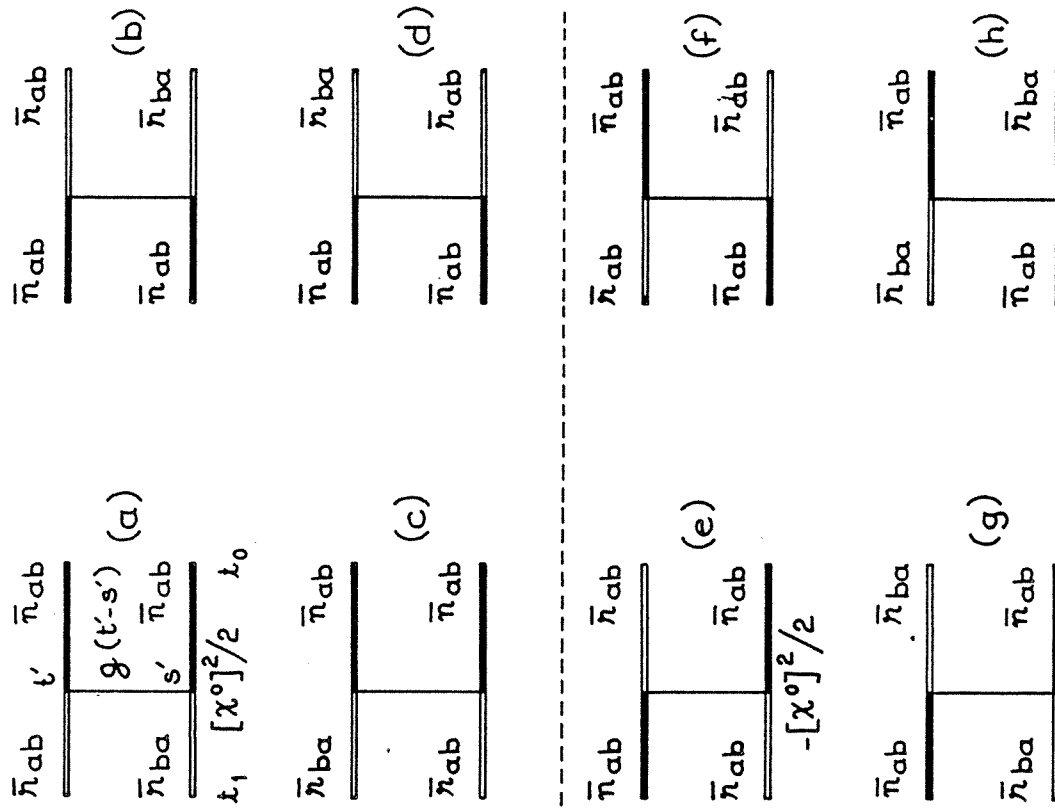 n̄ab t′ n̄ab
g(t′-s′) (a)
n̄ba s′ n̄ab
t₁ [χ⁰]²/2 t₀
n̄ab n̄ab
(b)
n̄ab n̄ba
n̄ba n̄ab
(c)
n̄ab n̄ab
n̄ab n̄ba
(d)
n̄ab n̄ab
n̄ab n̄ab
(e)
n̄ab n̄ab
-[χ⁰]²/2
n̄ab n̄ab
(f)
n̄ab n̄ab
n̄ab n̄ba
(g)
n̄ba n̄ab
n̄ba n̄ab
(h)
n̄ab n̄ba